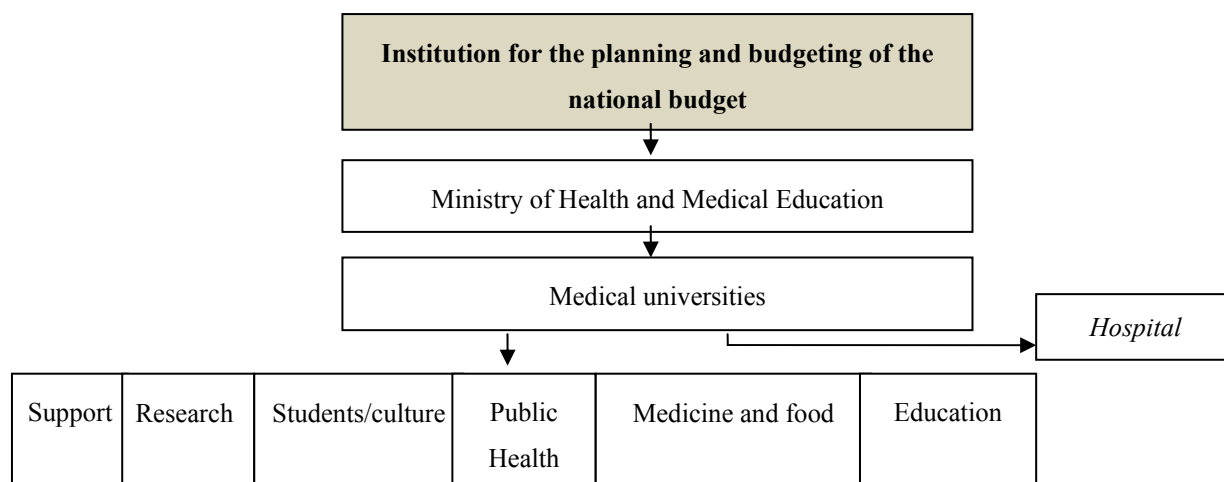 Institution for the planning and budgeting of the
national budget
Ministry of Health and Medical Education
Medical universities
Hospital
Support
Research
Students/culture
Public
Health
Medicine and food
Education